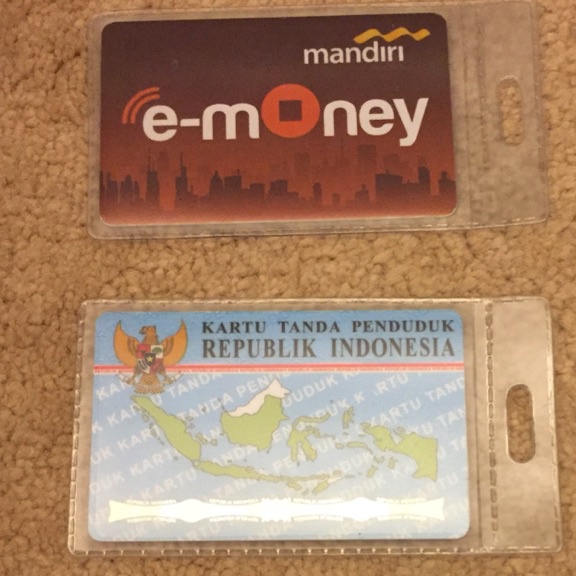 mandiri
e-money
KARTU TANDA PENDUDUK
REPUBLIK INDONESIA